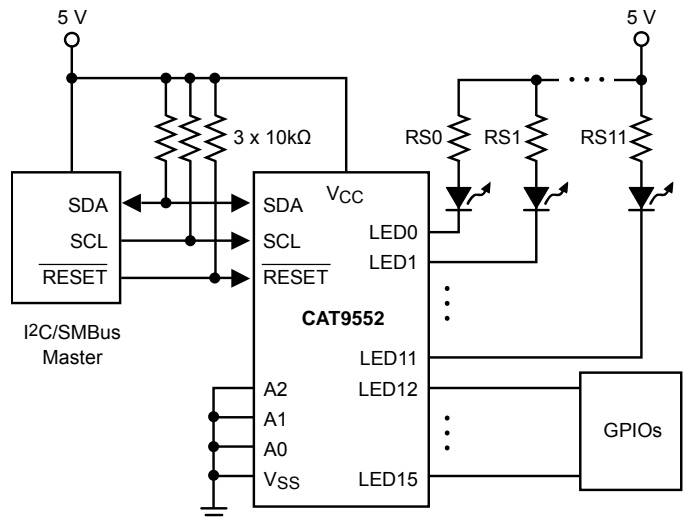 5 V
5 V
3 x 10kΩ
RS0
RS1
RS11
VCC
SDA
SCL
RESET
I2C/SMBus
Master
SDA
SCL
RESET
CAT9552
A2
A1
A0
VSS
LED0
LED1
LED11
LED12
LED15
GPIOs